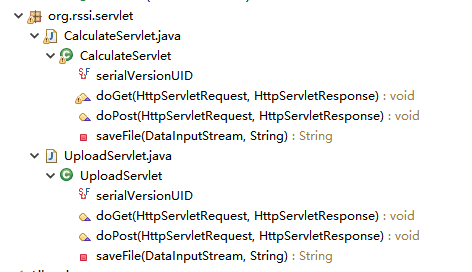 org.rssi.servlet
CalculateServlet.java
CalculateServlet
serialVersionUID
doGet(HttpServletRequest, HttpServletResponse) : void
doPost(HttpServletRequest, HttpServletResponse) : void
saveFile(DataInputStream, String) : String
UploadServlet.java
UploadServlet
serialVersionUID
doGet(HttpServletRequest, HttpServletResponse) : void
doPost(HttpServletRequest, HttpServletResponse) : void
saveFile(DataInputStream, String) : String